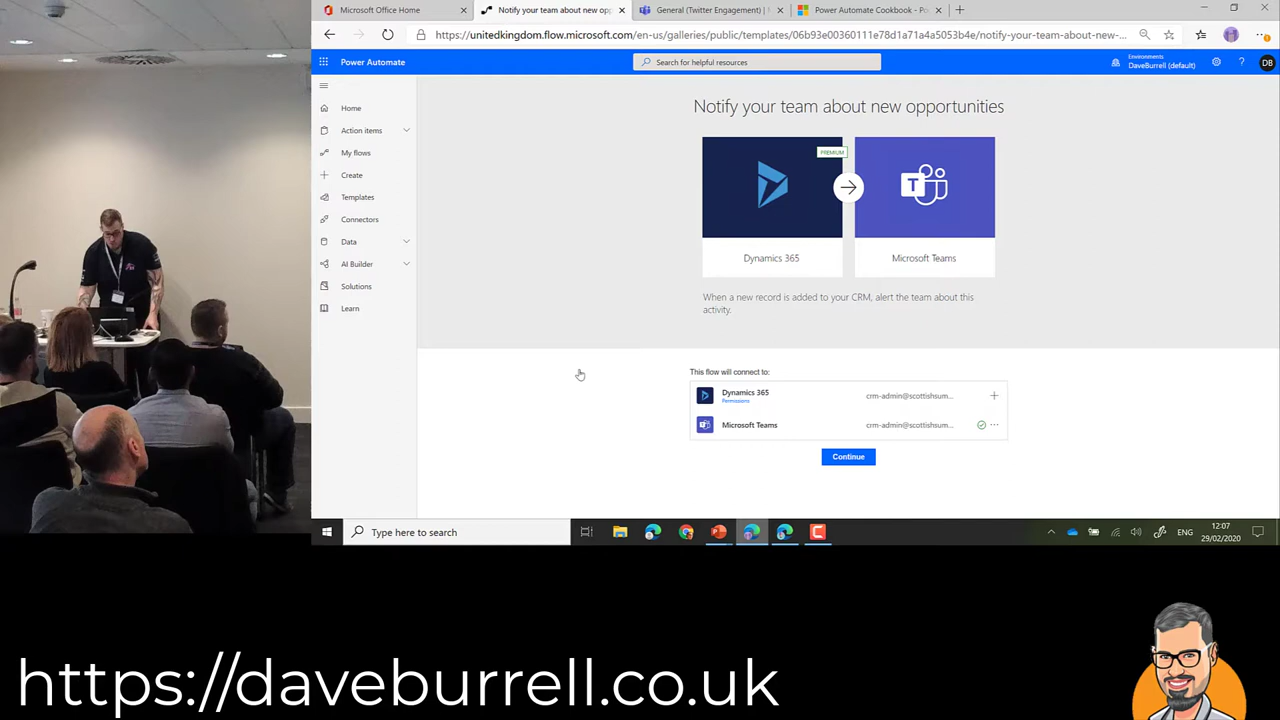 Microsoft Office Home
Notify your team about new opp
General (Twitter Engagement) |
Power Automate Cookbook - Po
https://unitedkingdom.flow.microsoft.com/en-us/galleries/public/templates/06b93e00360111e78d1a71a4a5053b4e/notify-your-team-about-new-...
Power Automate
Search for helpful resources
Environments
DaveBurrell (default)
DB
Home
Action items
My flows
Create
Templates
Connectors
Data
AI Builder
Solutions
Learn
Notify your team about new opportunities
PREMIUM
Dynamics 365
Microsoft Teams
When a new record is added to your CRM, alert the team about this
activity.
This flow will connect to:
Dynamics 365
Permissions
crm-admin@scottishsum...
Microsoft Teams
crm-admin@scottishsum...
Continue
Type here to search
ENG
12:07
29/02/2020
https://daveburrell.co.uk